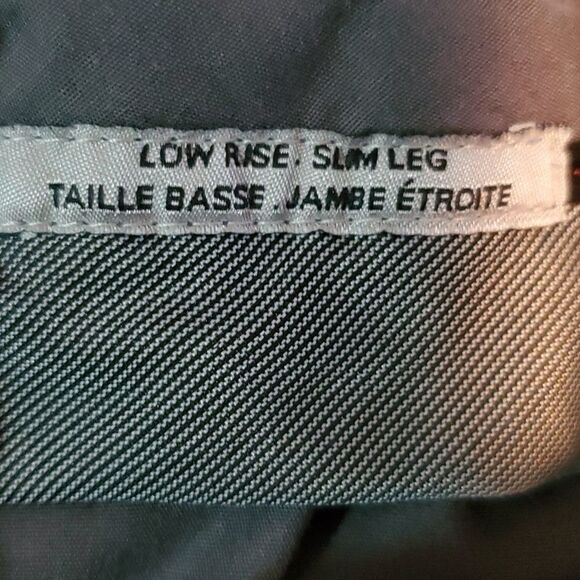 LOW RISE. SLIM LEG
TAILLE BASSE. JAMBE ÉTROITE